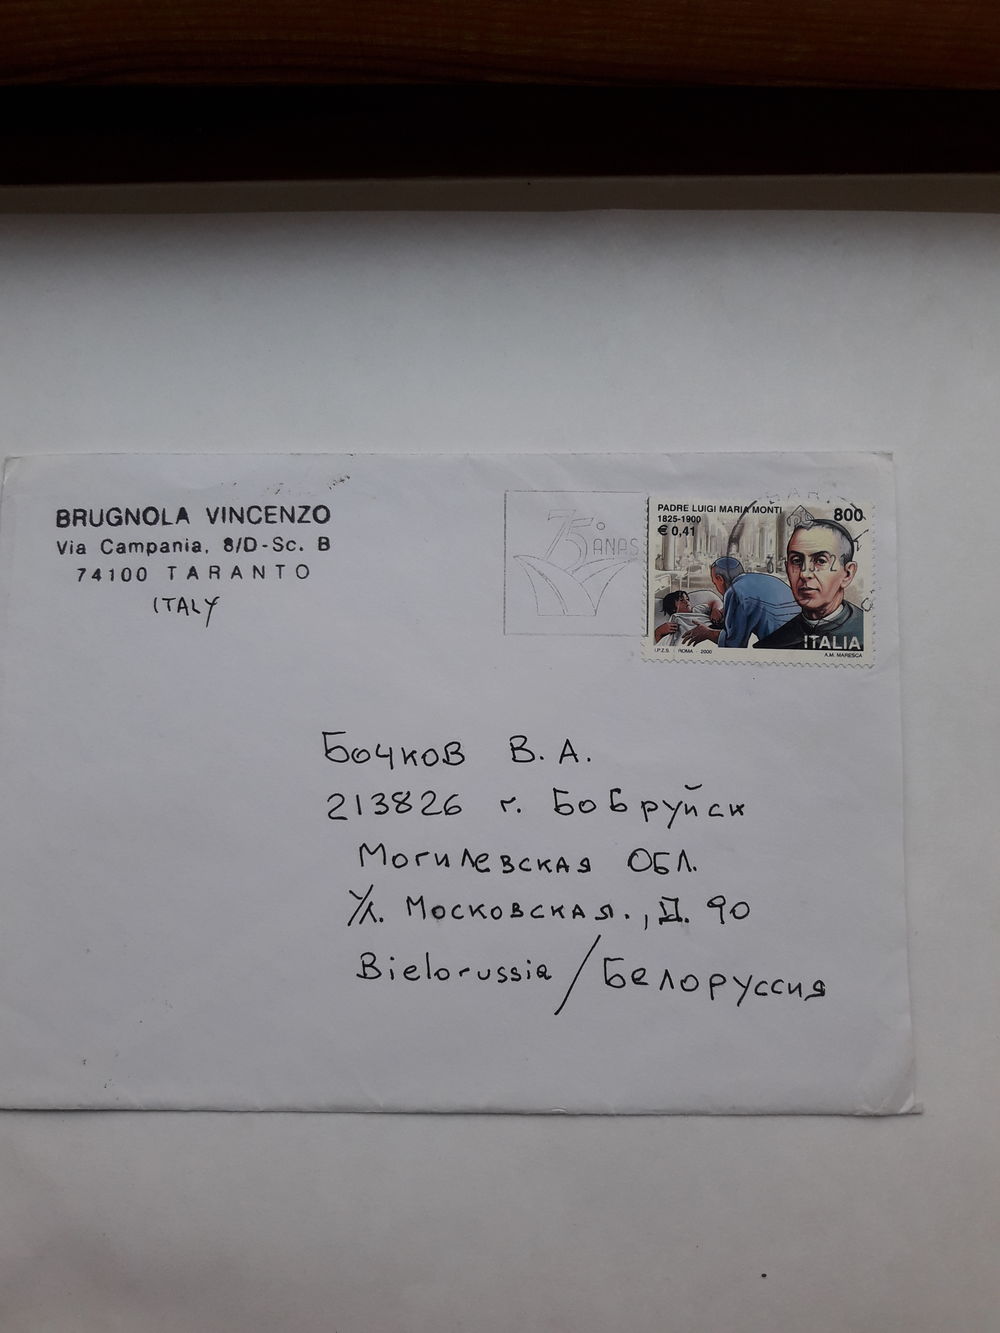 BRUGNOLA VINCENZO
Via Campania, 8/D-Sc. B
74100 TARANTO
ITALY
75°
ANAS
PADRE LUIGI MARIA MONTI
1825-1900
€ 0,41
800
ITALIA
I.P.Z.S. ROMA - 2000
A.M. MARESCA
Бочков В. А.
213826 г. Бобруйск
Могилевская обл.
Ул. Московская., Д. 90
Bielorussia / Белоруссия